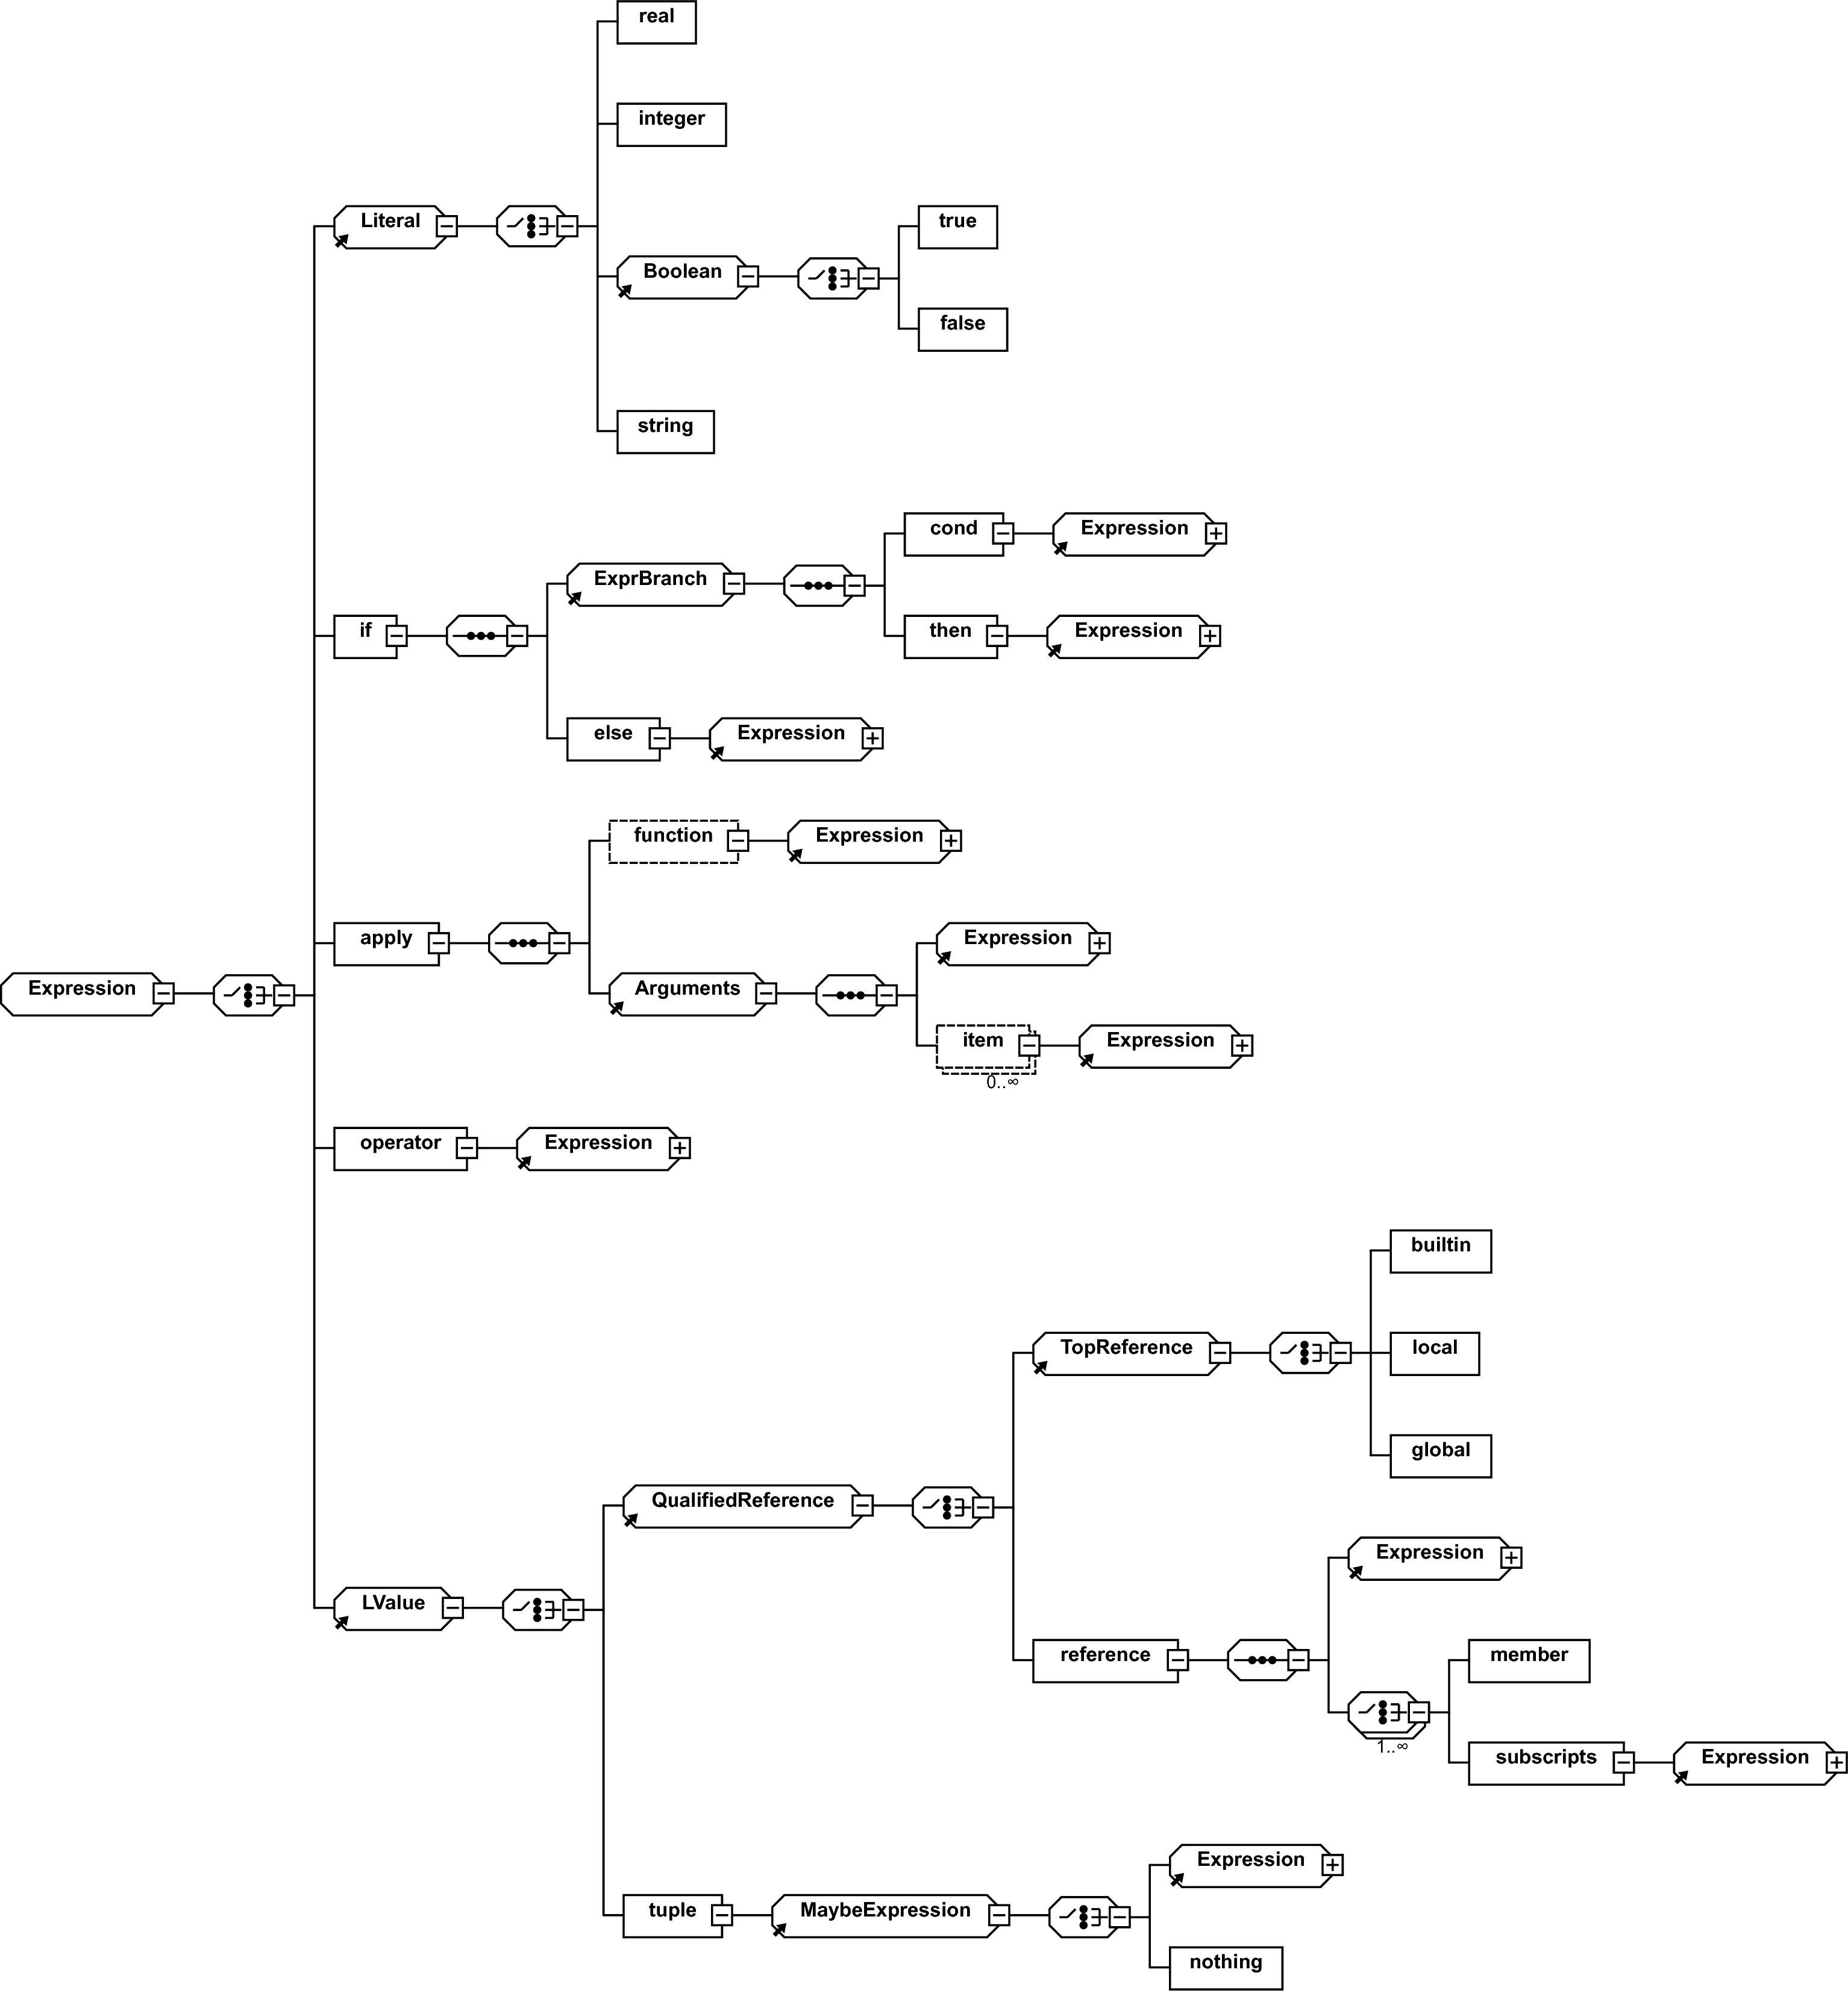 real
integer
Literal
true
Boolean
false
string
cond
Expression
ExprBranch
if
then
Expression
else
Expression
function
Expression
apply
Expression
Expression
Arguments
item
Expression
0..∞
operator
Expression
builtin
TopReference
local
global
QualifiedReference
Expression
LValue
reference
member
1..∞
subscripts
Expression
Expression
tuple
MaybeExpression
nothing